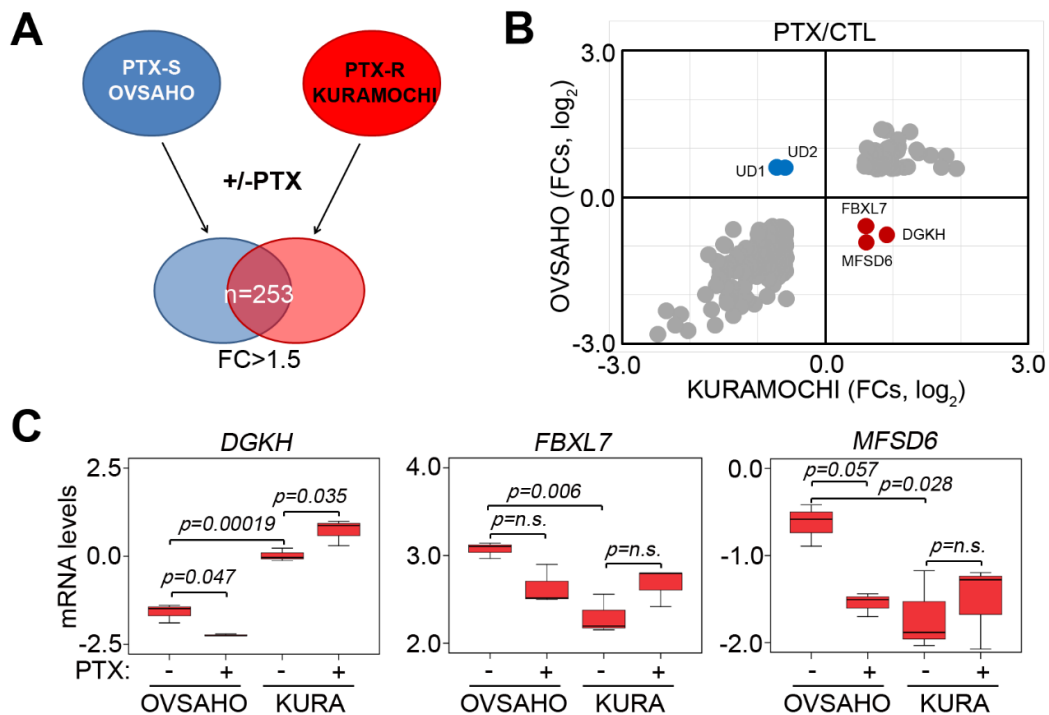 A
PTX-S
OVSAHO
PTX-R
KURAMOCHI
+/-PTX
n=253
FC>1.5
B
PTX/CTL
3.0
0.0
-3.0
OVSAHO (FCs, log2)
UD1
UD2
FBXL7
DGKH
MFSD6
-3.0
0.0
3.0
KURAMOCHI (FCs, log2)
C
mRNA levels
DGKH
2.5
0.0
-2.5
p=0.035
p=0.00019
p=0.047
FBXL7
4.0
3.0
2.0
p=0.006
p=n.s.
p=n.s.
MFSD6
0.0
-1.0
-2.0
p=0.057
p=0.028
p=n.s.
PTX: - + - +
OVSAHO KURA
- + - +
OVSAHO KURA
- + - +
OVSAHO KURA